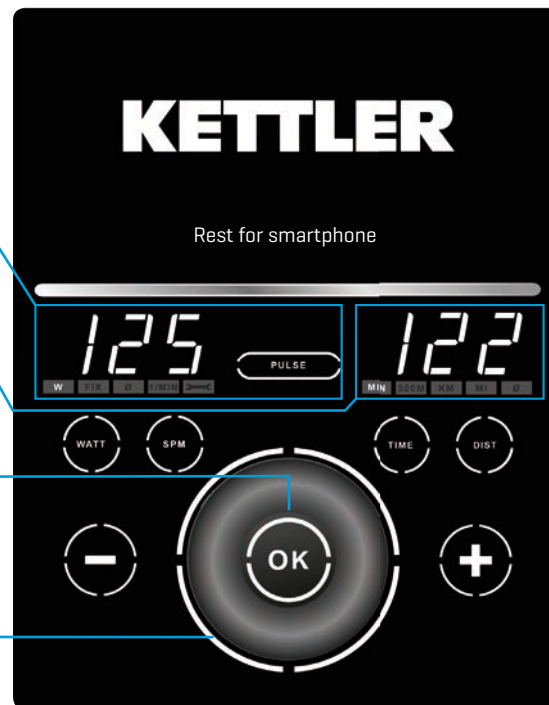 KETTLER
Rest for smartphone
125
PULSE
122
W FIX Ø 1/MIN
MIN 500M KM MI Ø
WATT
SPM
TIME
DIST
OK
-
+